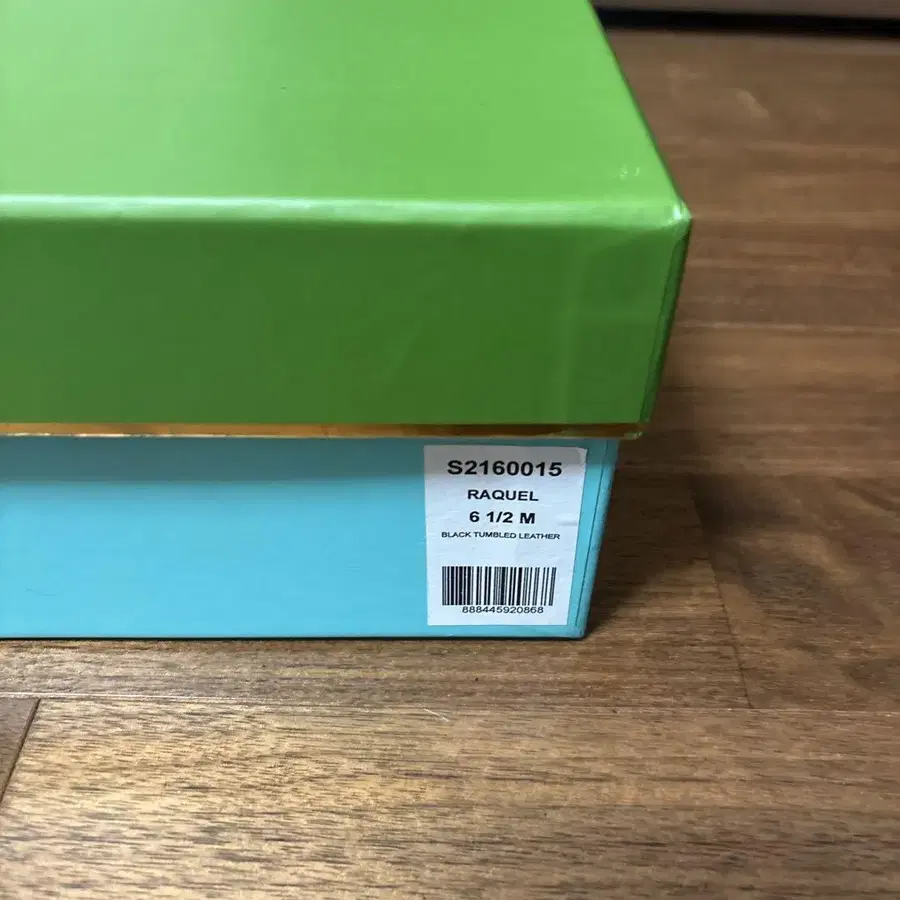 S2160015
RAQUEL
6 1/2 M
BLACK TUMBLED LEATHER
888445920868